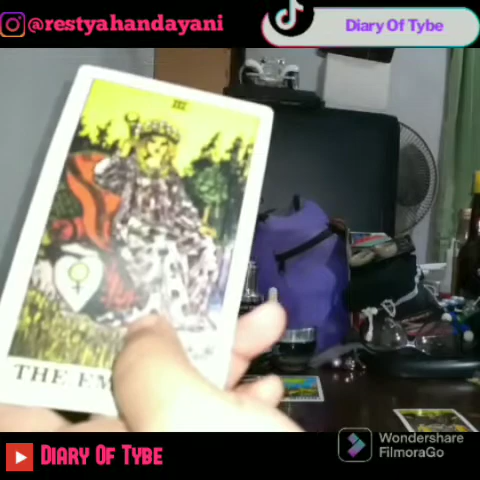 @restyahandayani
Diary Of Tybe
III
THE EM
DIARY OF TYBE
Wondershare
FilmoraGo